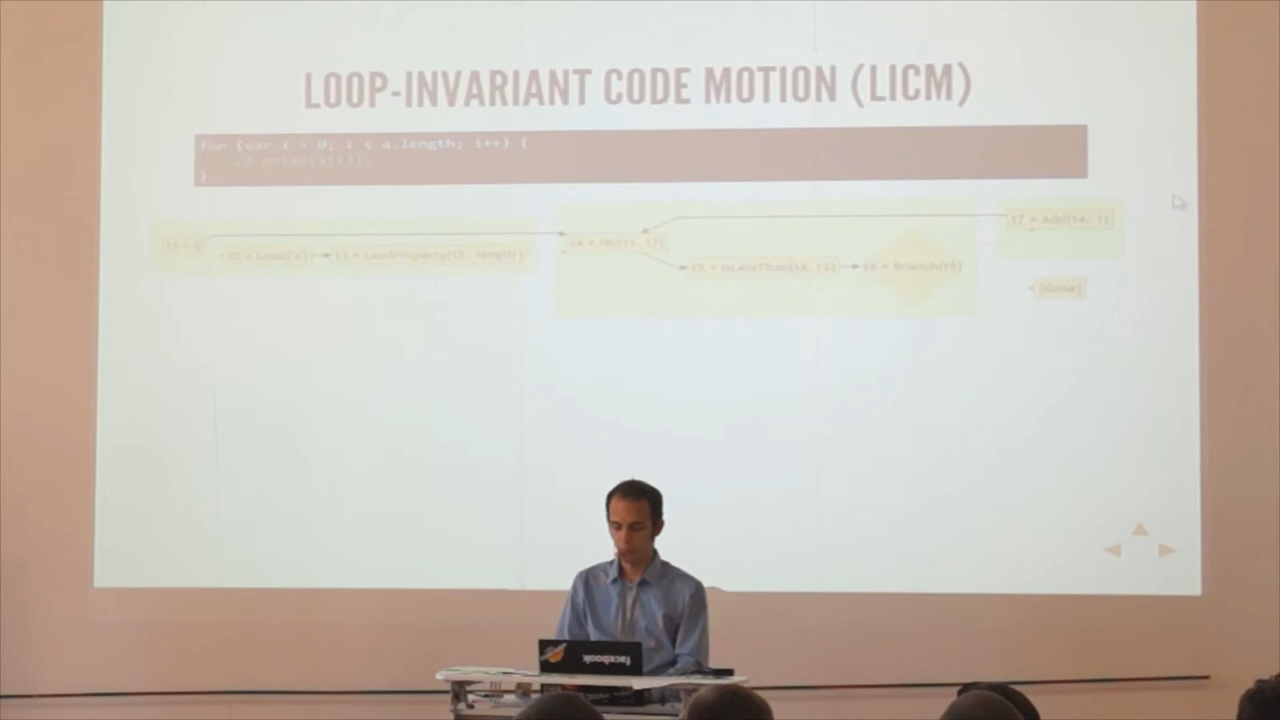 LOOP-INVARIANT CODE MOTION (LICM)
for (var i = 0; i < a.length; i++) {
}
t1 = 0
t2 = Load(a)
t3 = LoadProperty(t2, length)
t4 = Phi(t1, t7)
t5 = IsLessThan(t4, t3)
t6 = Branch(t5)
t7 = Add(t4, 1)
(done)
facebook